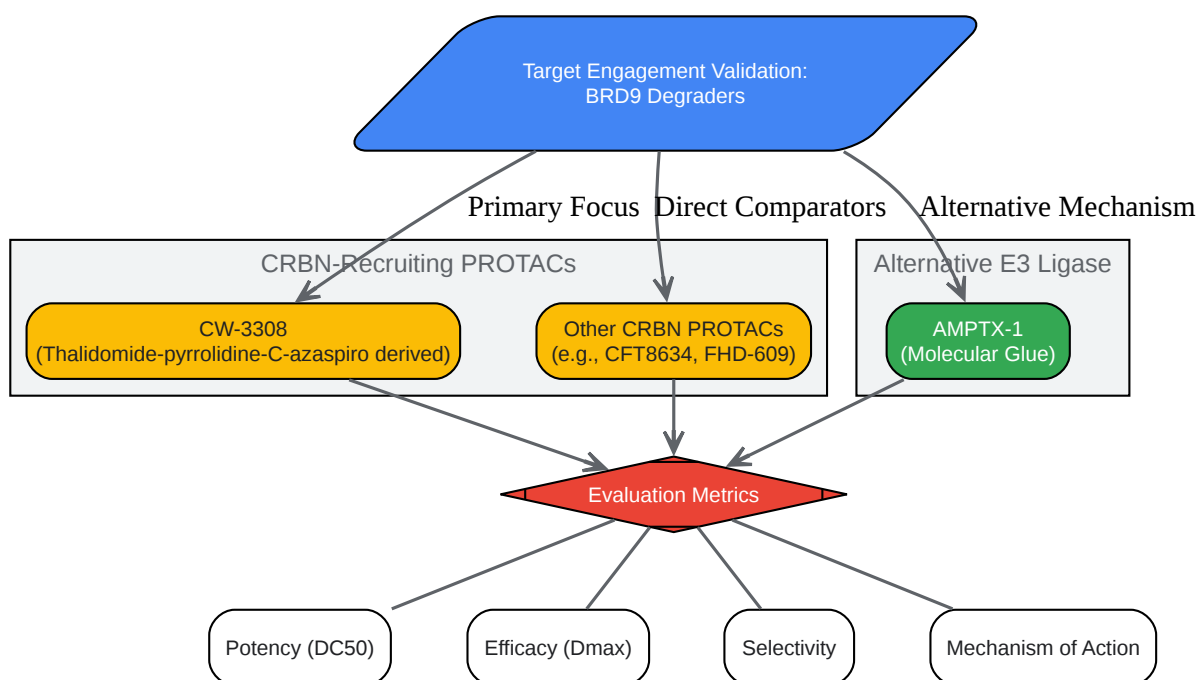 Target Engagement Validation:
BRD9 Degraders
Primary Focus
Direct Comparators
Alternative Mechanism
CRBN-Recruiting PROTACs
Alternative E3 Ligase
CW-3308
(Thalidomide-pyrrolidine-C-azaspiro derived)
Other CRBN PROTACs
(e.g., CFT8634, FHD-609)
AMPTX-1
(Molecular Glue)
Evaluation Metrics
Potency (DC50)
Efficacy (Dmax)
Selectivity
Mechanism of Action